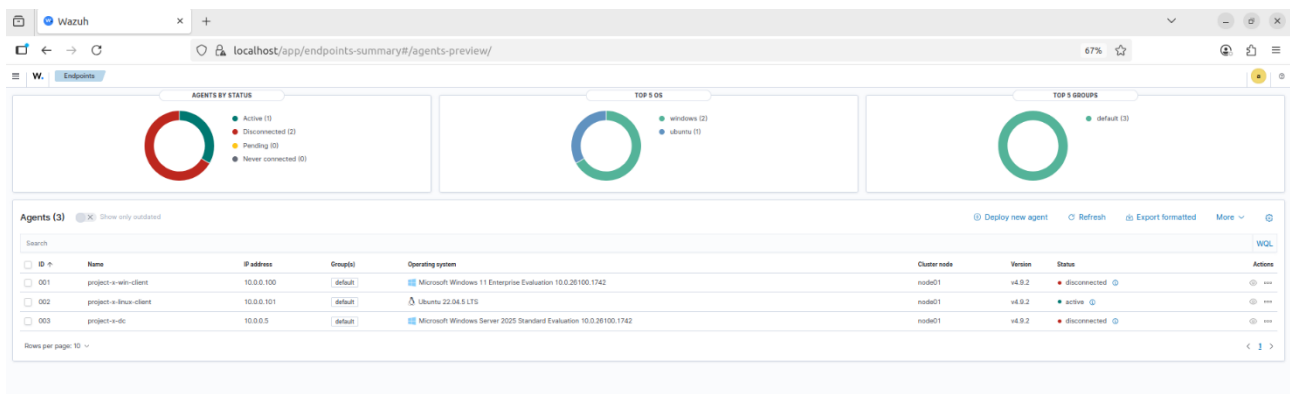 Wazuh
localhost/app/endpoints-summary#/agents-preview/
67%
W.
Endpoints
a
AGENTS BY STATUS
Active (1)
Disconnected (2)
Pending (0)
Never connected (0)
TOP 5 OS
windows (2)
ubuntu (1)
TOP 5 GROUPS
default (3)
Agents (3) Show only outdated Deploy new agent Refresh Export formatted More
Search WQL
ID Name IP address Group(s) Operating system Cluster node Version Status Actions
001 project-x-win-client 10.0.0.100 default Microsoft Windows 11 Enterprise Evaluation 10.0.26100.1742 node01 v4.9.2 disconnected
002 project-x-linux-client 10.0.0.101 default Ubuntu 22.04.5 LTS node01 v4.9.2 active
003 project-x-dc 10.0.0.5 default Microsoft Windows Server 2025 Standard Evaluation 10.0.26100.1742 node01 v4.9.2 disconnected
Rows per page: 10 1